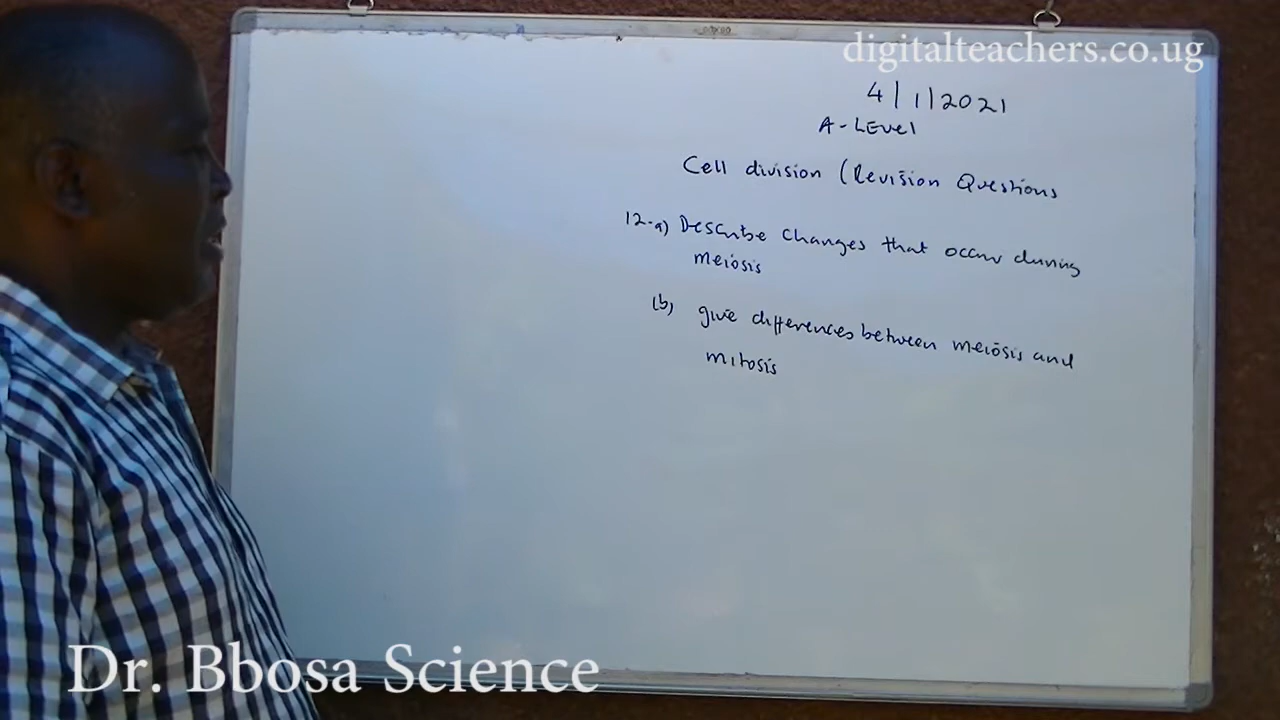 digitalteachers.co.ug
4/1/2021
A-LEvel
Cell division (Revision Questions
12.a) Describe changes that occur during
meiosis
(b) give differences between meiosis and
mitosis
Dr. Bbosa Science